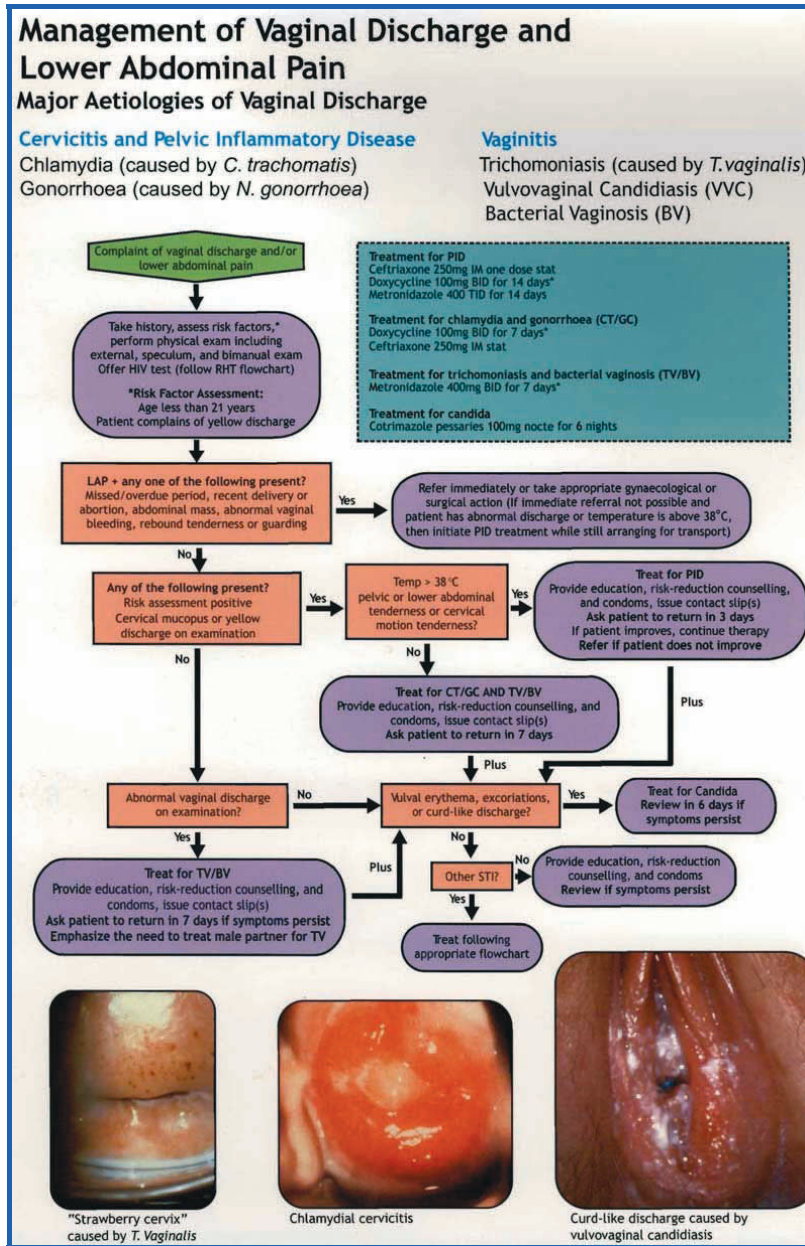 Management of Vaginal Discharge and
Lower Abdominal Pain
Major Aetiologies of Vaginal Discharge
Cervicitis and Pelvic Inflammatory Disease
Chlamydia (caused by C. trachomatis)
Gonorrhoea (caused by N. gonorrhoea)
Vaginitis
Trichomoniasis (caused by T.vaginalis)
Vulvovaginal Candidiasis (VVC)
Bacterial Vaginosis (BV)
Complaint of vaginal discharge and/or
lower abdominal pain
Treatment for PID
Ceftriaxone 250mg IM one dose stat
Doxycycline 100mg BID for 14 days*
Metronidazole 400 TID for 14 days
Treatment for chlamydia and gonorrhoea (CT/GC)
Doxycycline 100mg BID for 7 days*
Ceftriaxone 250mg IM stat
Treatment for trichomoniasis and bacterial vaginosis (TV/BV)
Metronidazole 400mg BID for 7 days*
Treatment for candida
Cotrimazole pessaries 100mg nocte for 6 nights
Take history, assess risk factors,*
perform physical exam including
external, speculum, and bimanual exam
Offer HIV test (follow RHT flowchart)
*Risk Factor Assessment:
Age less than 21 years
Patient complains of yellow discharge
LAP + any one of the following present?
Missed/overdue period, recent delivery or
abortion, abdominal mass, abnormal vaginal
bleeding, rebound tenderness or guarding
Yes
Refer immediately or take appropriate gynaecological or
surgical action (If immediate referral not possible and
patient has abnormal discharge or temperature is above 38°C,
then initiate PID treatment while still arranging for transport)
No
Any of the following present?
Risk assessment positive
Cervical mucopus or yellow
discharge on examination
Yes
Temp > 38 °C
pelvic or lower abdominal
tenderness or cervical
motion tenderness?
Yes
Treat for PID
Provide education, risk-reduction counselling,
and condoms, issue contact slip(s)
Ask patient to return in 3 days
If patient improves, continue therapy
Refer if patient does not improve
No
No
Treat for CT/GC AND TV/BV
Provide education, risk-reduction counselling, and
condoms, issue contact slip(s)
Ask patient to return in 7 days
Plus
Plus
Abnormal vaginal discharge
on examination?
No
Vulval erythema, excoriations,
or curd-like discharge?
Yes
Treat for Candida
Review in 6 days if
symptoms persist
Yes
Treat for TV/BV
Provide education, risk-reduction counselling, and
condoms, issue contact slip(s)
Ask patient to return in 7 days if symptoms persist
Emphasize the need to treat male partner for TV
Plus
No
Other STI?
No
Provide education, risk-reduction
counselling, and condoms
Review if symptoms persist
Yes
Treat following
appropriate flowchart
"Strawberry cervix"
caused by T. Vaginalis
Chlamydial cervicitis
Curd-like discharge caused by
vulvovaginal candidiasis